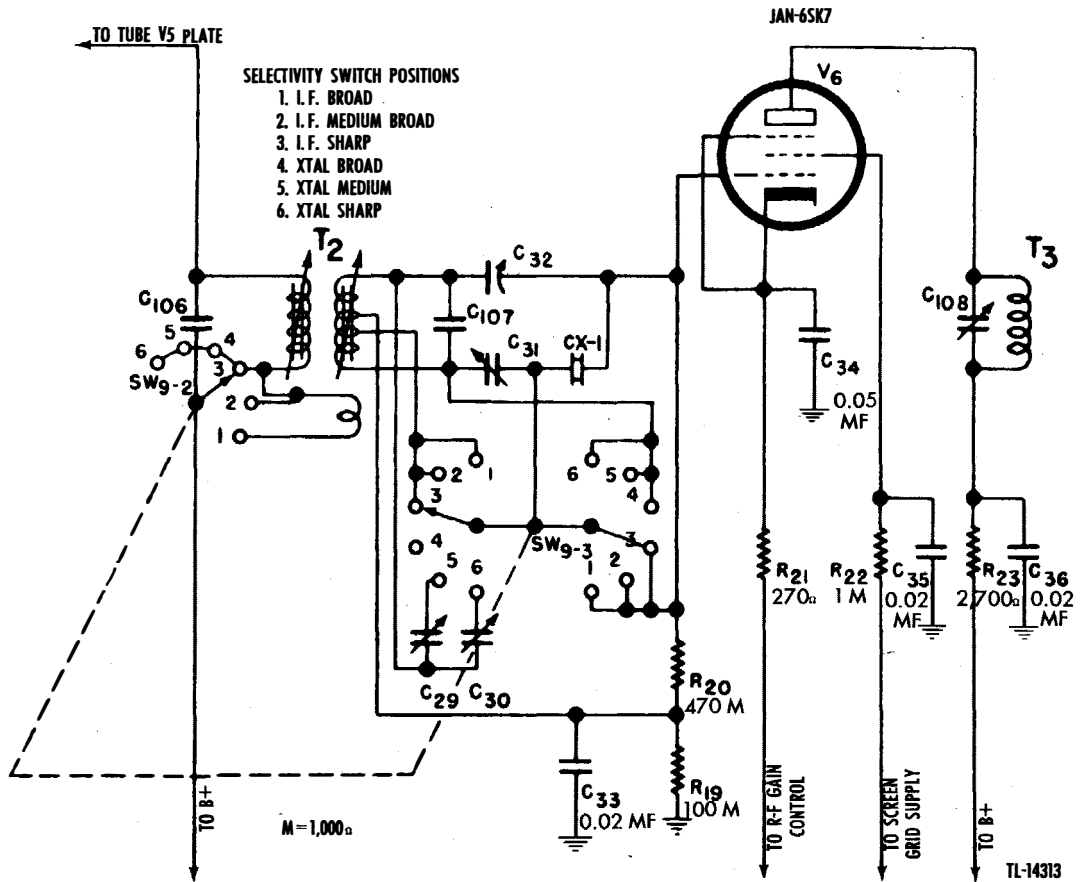 JAN-6SK7
TO TUBE V5 PLATE
V6
SELECTIVITY SWITCH POSITIONS
1. I.F. BROAD
2. I.F. MEDIUM BROAD
3. I.F. SHARP
4. XTAL BROAD
5. XTAL MEDIUM
6. XTAL SHARP
T2
C32
T3
C106
C107
C108
5
4
6
3
SW9-2
2
1
C31
CX-1
C34
0.05
MF
2
1
3
4
5
6
6
5
4
SW9-3
3
1
2
R21
270Ω
R22
1 M
C35
0.02
MF
R23
2,700Ω
C36
0.02
MF
C29
C30
R20
470 M
C33
0.02 MF
R19
100 M
TO B+
M=1,000Ω
TO R-F GAIN
CONTROL
TO SCREEN
GRID SUPPLY
TO B+
TL-14313